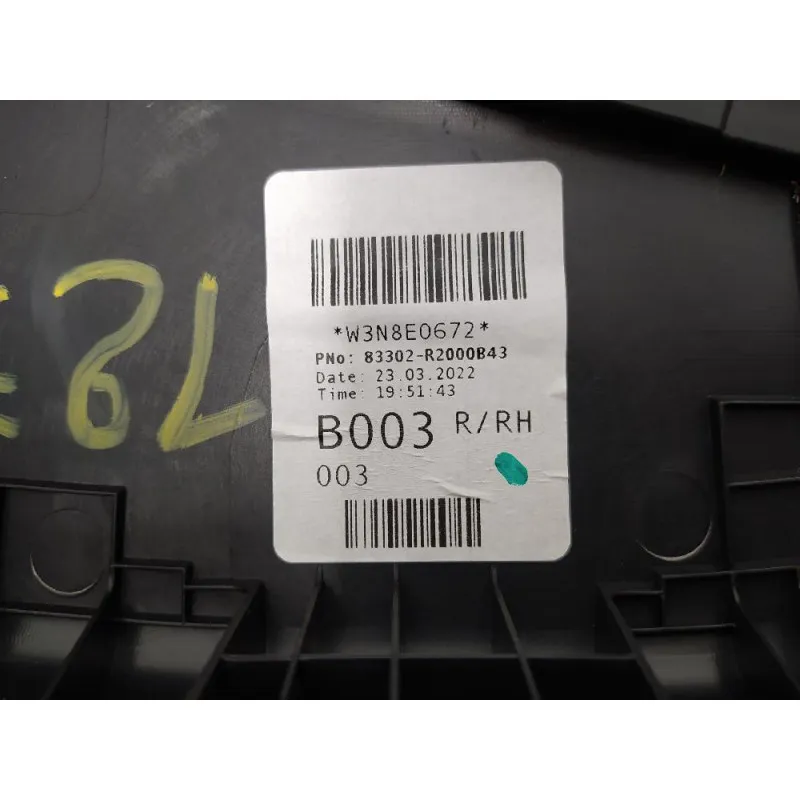 *W3N8E0672*
PNo: 83302-R2000B43
Date: 23.03.2022
Time: 19:51:43
B003 R/RH
003